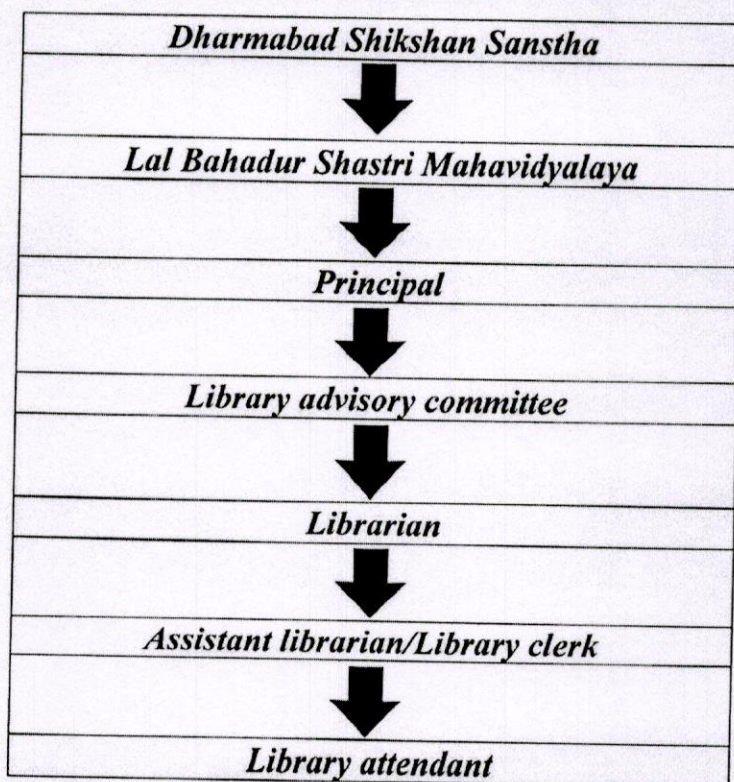 Dharmabad Shikshan Sanstha
Lal Bahadur Shastri Mahavidyalaya
Principal
Library advisory committee
Librarian
Assistant librarian/Library clerk
Library attendant